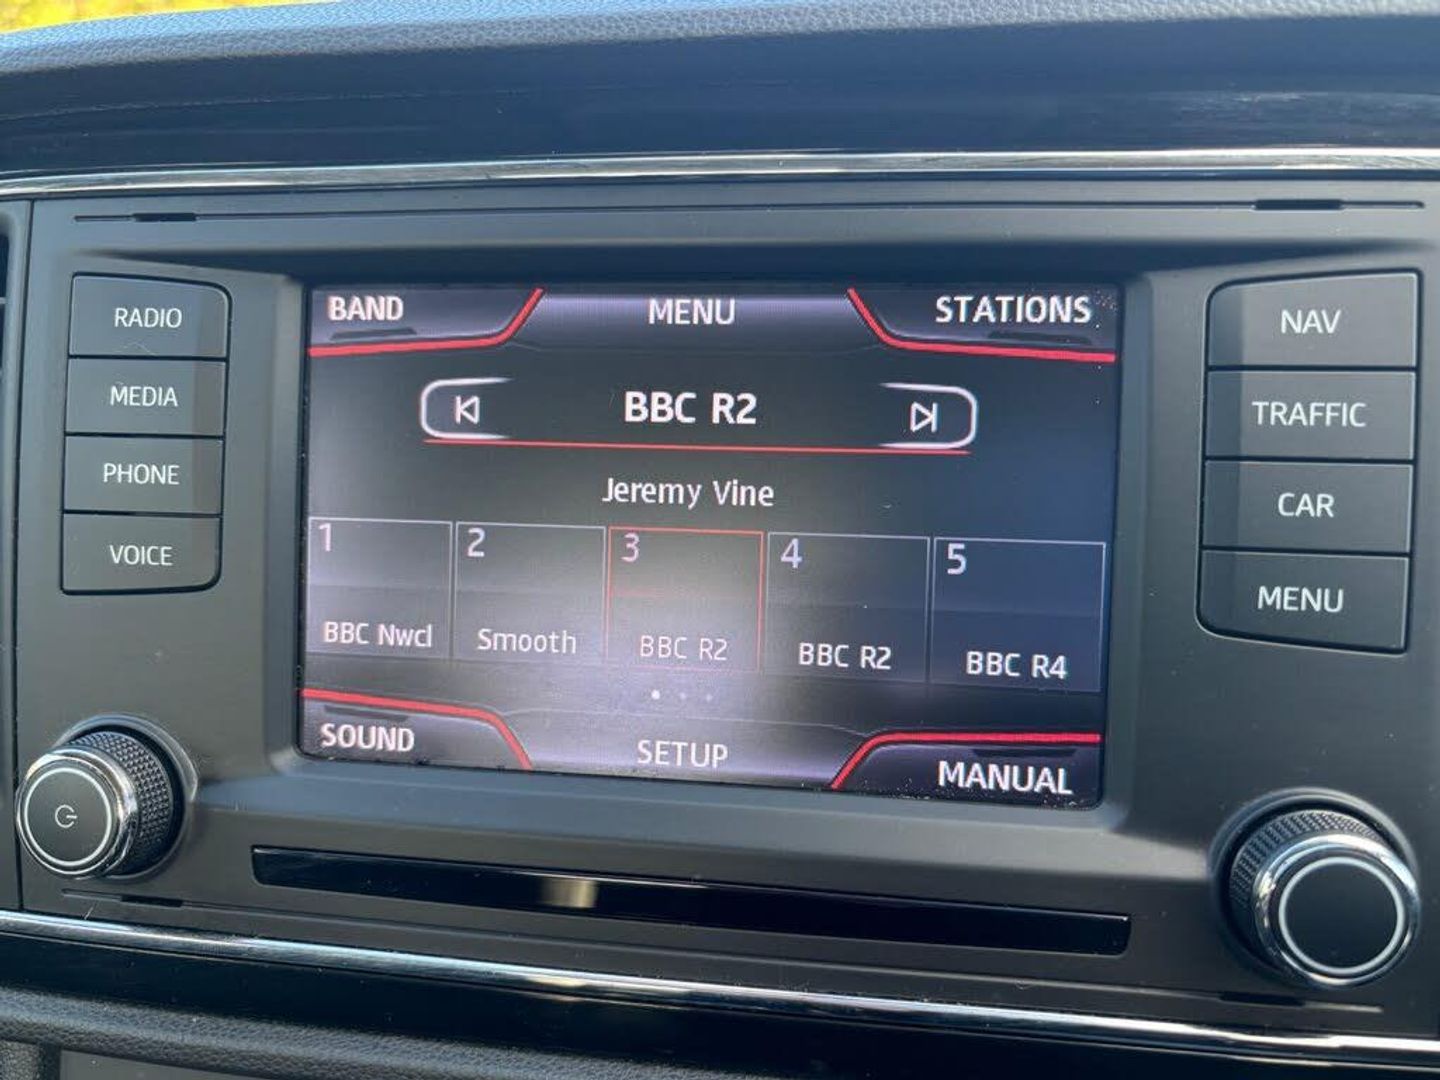 RADIO
MEDIA
PHONE
VOICE
BAND
MENU
STATIONS
BBC R2
Jeremy Vine
1
2
3
4
5
BBC Nwcl
Smooth
BBC R2
BBC R2
BBC R4
SOUND
SETUP
MANUAL
NAV
TRAFFIC
CAR
MENU